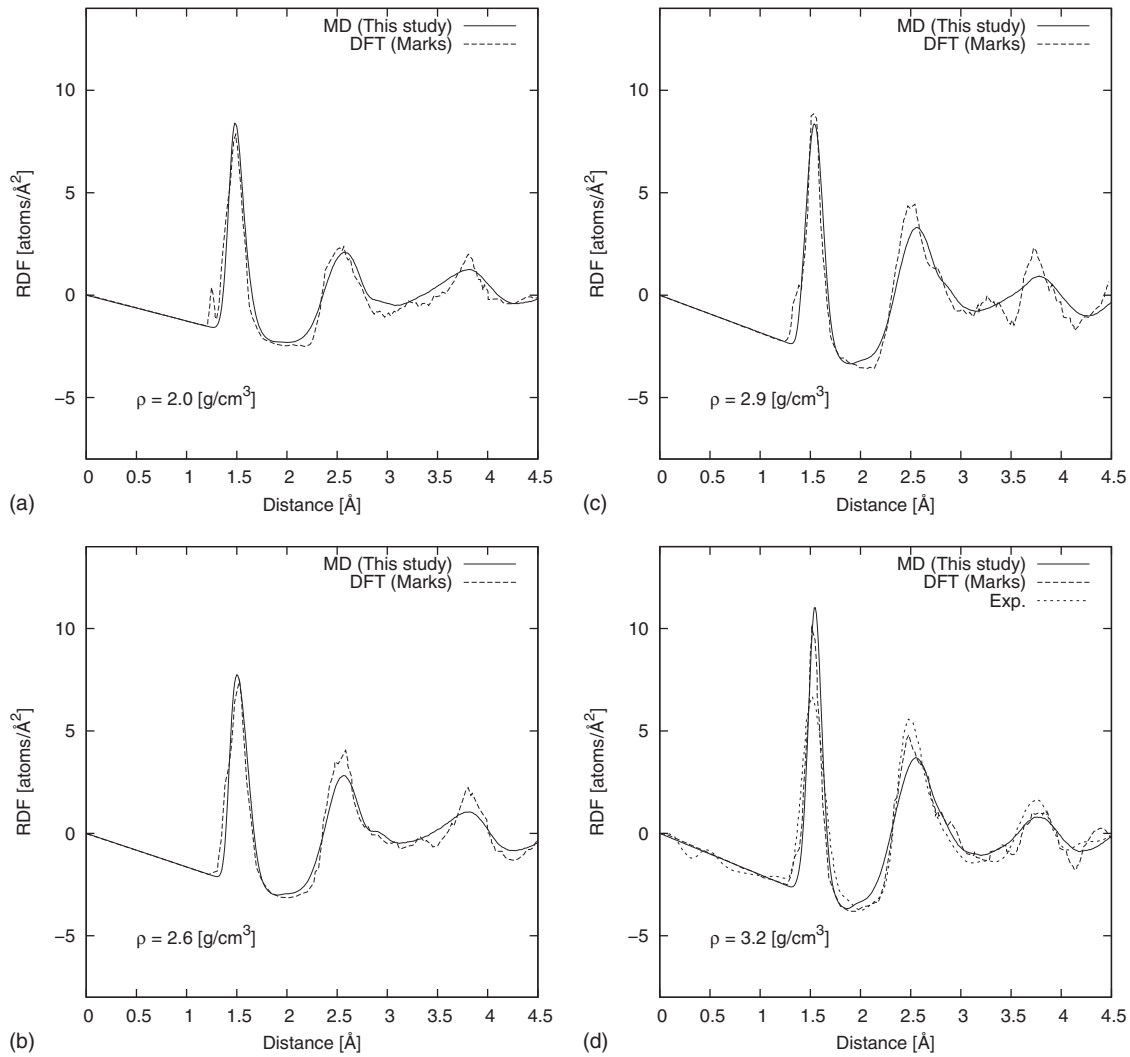 MD (This study)
DFT (Marks)
10
5
0
−5
RDF [atoms/Å²]
ρ = 2.0 [g/cm³]
0 0.5 1 1.5 2 2.5 3 3.5 4 4.5
Distance [Å]
(a)
MD (This study)
DFT (Marks)
10
5
0
−5
RDF [atoms/Å²]
ρ = 2.9 [g/cm³]
0 0.5 1 1.5 2 2.5 3 3.5 4 4.5
Distance [Å]
(c)
MD (This study)
DFT (Marks)
10
5
0
−5
RDF [atoms/Å²]
ρ = 2.6 [g/cm³]
0 0.5 1 1.5 2 2.5 3 3.5 4 4.5
Distance [Å]
(b)
MD (This study)
DFT (Marks)
Exp.
10
5
0
−5
RDF [atoms/Å²]
ρ = 3.2 [g/cm³]
0 0.5 1 1.5 2 2.5 3 3.5 4 4.5
Distance [Å]
(d)